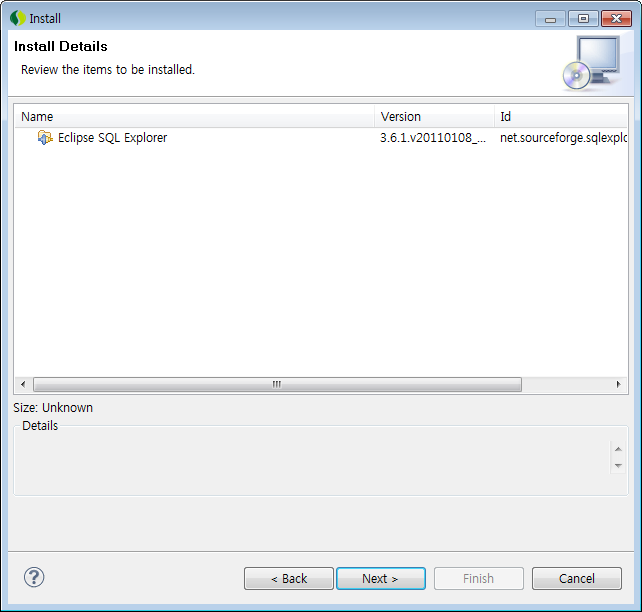 Install
Install Details
Review the items to be installed.
Name Version Id
Eclipse SQL Explorer 3.6.1.v20110108_... net.sourceforge.sqlexplo
Size: Unknown
Details
?
< Back Next > Finish Cancel